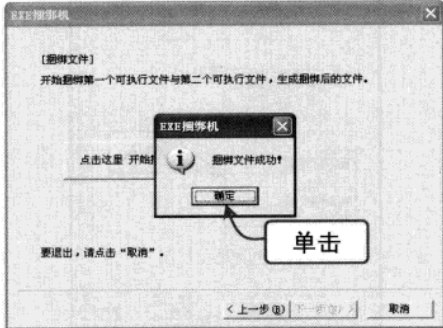 EXE捆绑机
[捆绑文件]
开始捆绑第一个可执行文件与第二个可执行文件，生成捆绑后的文件。
EXE捆绑机
点击这里 开始
捆绑文件成功!
确定
单击
要退出，请点击“取消”。
<上一步(B)
下一步(N)>
取消